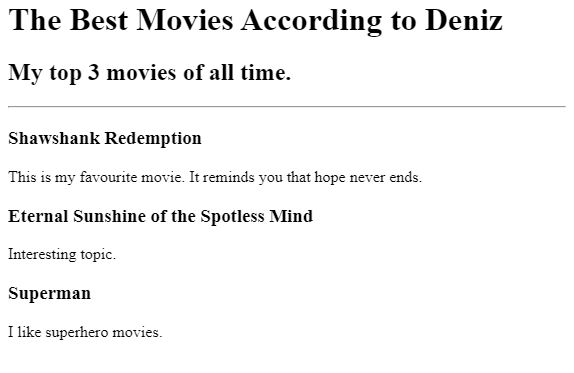 The Best Movies According to Deniz
My top 3 movies of all time.
Shawshank Redemption
This is my favourite movie. It reminds you that hope never ends.
Eternal Sunshine of the Spotless Mind
Interesting topic.
Superman
I like superhero movies.